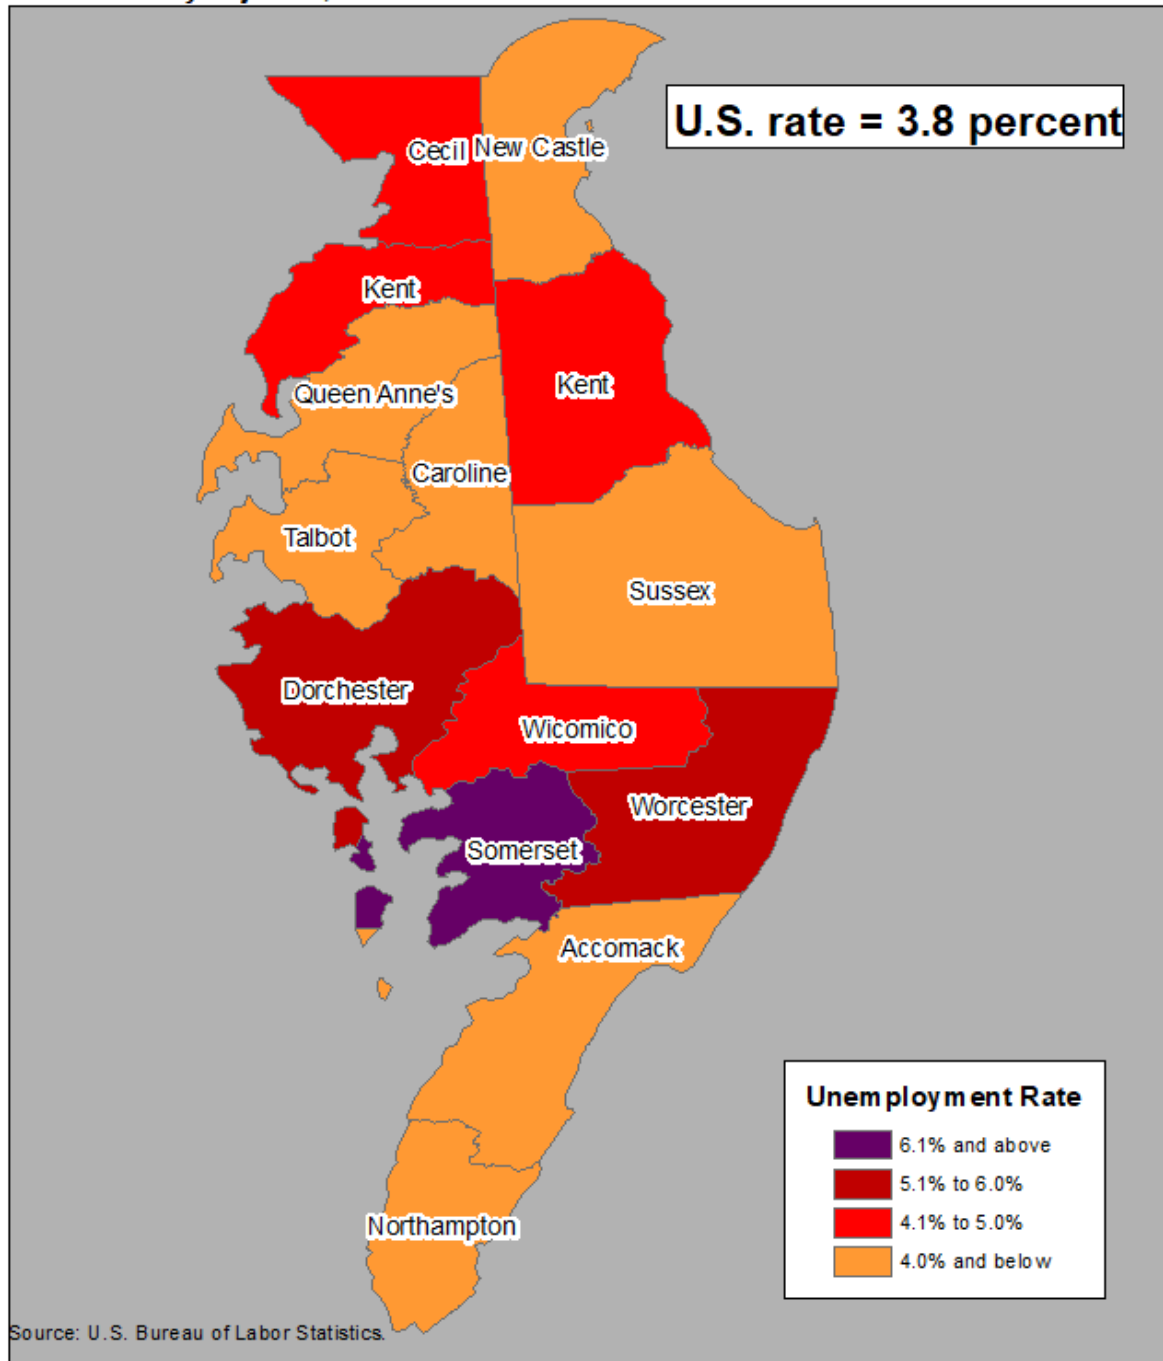 U.S. rate = 3.8 percent
Cecil
New Castle
Kent
Kent
Queen Anne's
Caroline
Talbot
Sussex
Dorchester
Wicomico
Worcester
Somerset
Accomack
Northampton
Unemployment Rate
6.1% and above
5.1% to 6.0%
4.1% to 5.0%
4.0% and below
Source: U.S. Bureau of Labor Statistics.